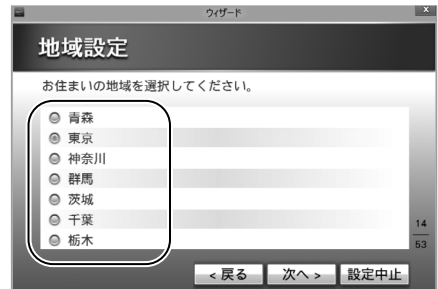 ウィザード
X
地域設定
お住まいの地域を選択してください。
青森
東京
神奈川
群馬
茨城
千葉
栃木
14
53
< 戻る 次へ > 設定中止